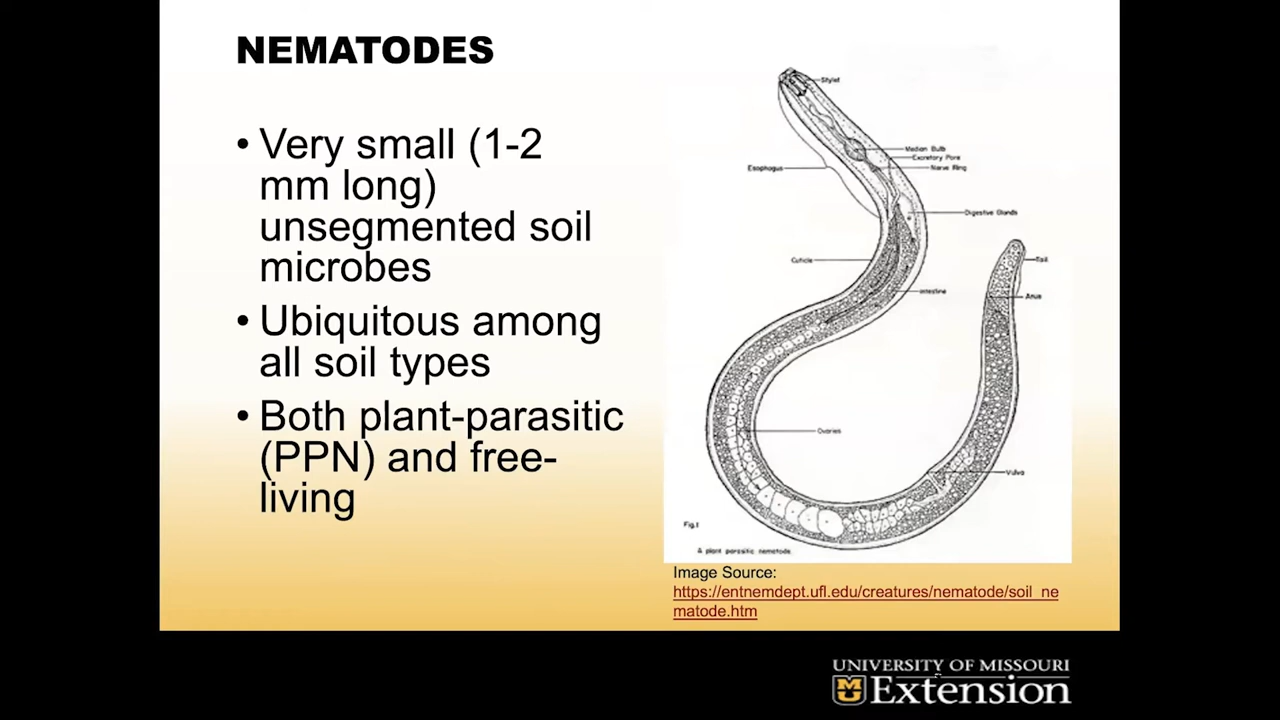 NEMATODES
• Very small (1-2
mm long)
unsegmented soil
microbes
• Ubiquitous among
all soil types
• Both plant-parasitic
(PPN) and free-
living
Stylet
Median Bulb
Excretory Pore
Esophagus
Nerve Ring
Digestive Glands
Cuticle
Tail
Intestine
Anus
Ovaries
Vulva
Fig.1
A plant parasitic nematode.
Image Source:
https://entnemdept.ufl.edu/creatures/nematode/soil_ne
matode.htm
UNIVERSITY OF MISSOURI
Extension